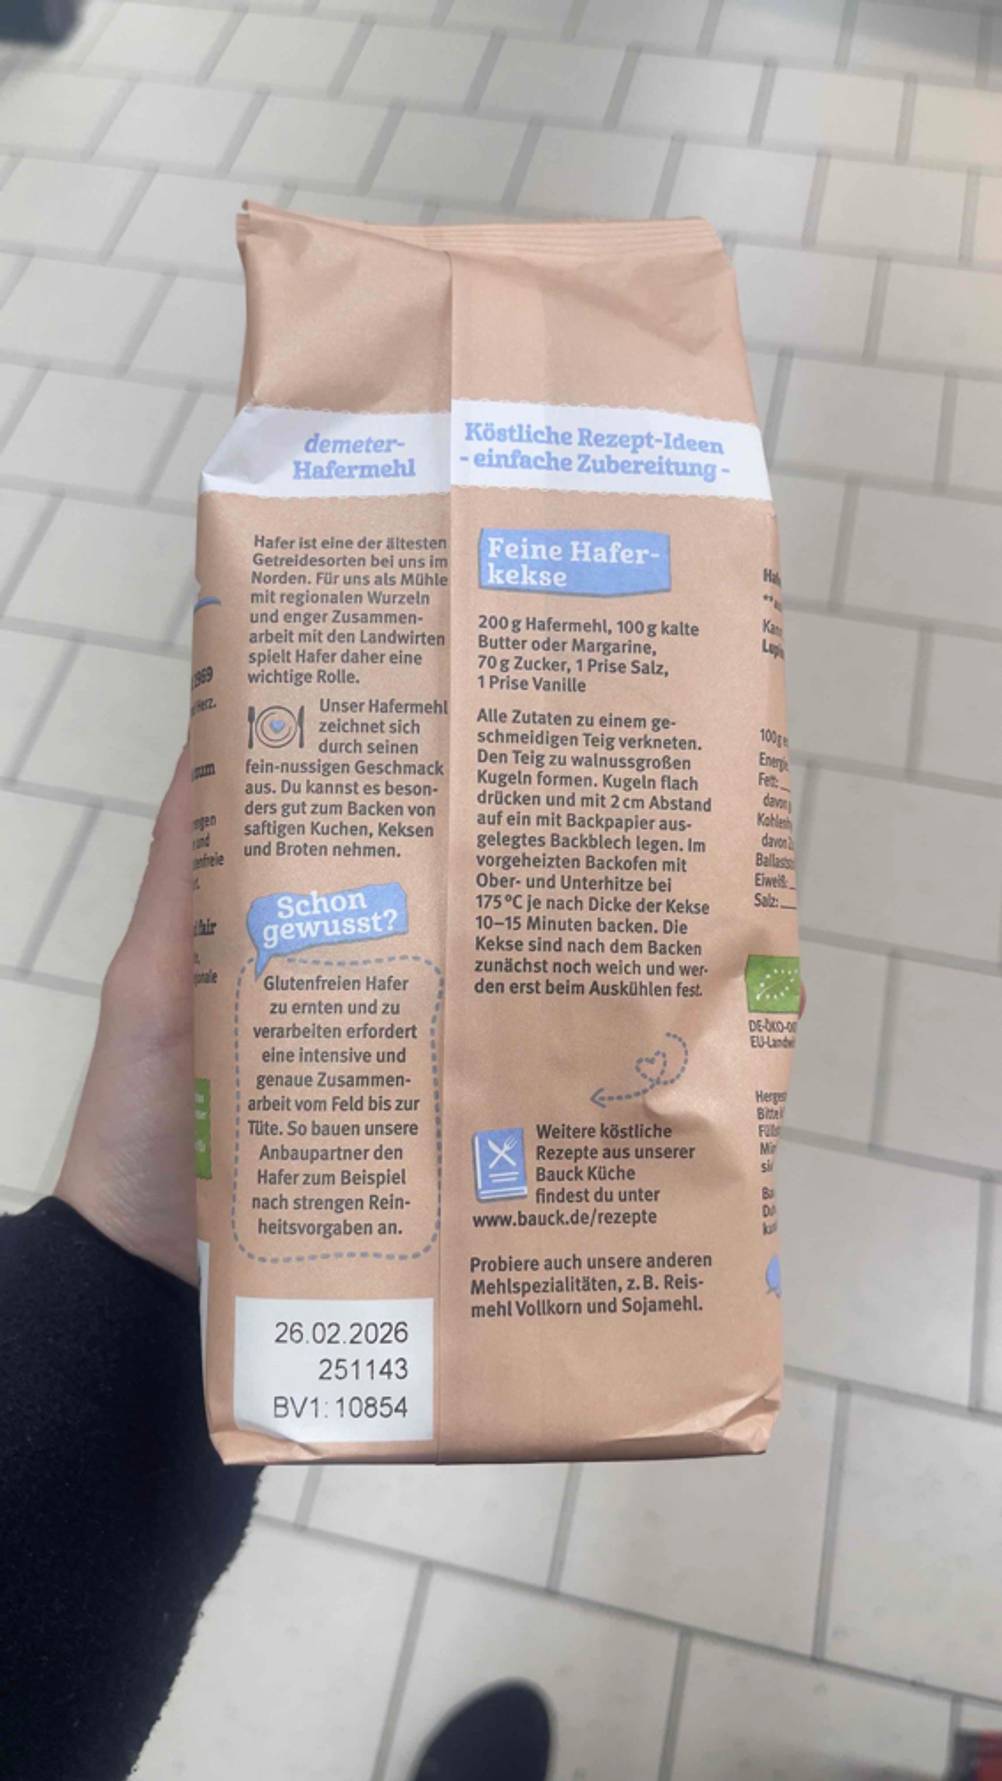 demeter-
Hafermehl
Hafer ist eine der ältesten
Getreidesorten bei uns im
Norden. Für uns als Mühle
mit regionalen Wurzeln
und enger Zusammen-
arbeit mit den Landwirten
spielt Hafer daher eine
wichtige Rolle.
Unser Hafermehl
zeichnet sich
durch seinen
fein-nussigen Geschmack
aus. Du kannst es beson-
ders gut zum Backen von
saftigen Kuchen, Keksen
und Broten nehmen.
Schon
gewusst?
Glutenfreien Hafer
zu ernten und zu
verarbeiten erfordert
eine intensive und
genaue Zusammen-
arbeit vom Feld bis zur
Tüte. So bauen unsere
Anbaupartner den
Hafer zum Beispiel
nach strengen Rein-
heitsvorgaben an.
26.02.2026
251143
BV1: 10854
Köstliche Rezept-Ideen
- einfache Zubereitung -
Feine Hafer-
kekse
200 g Hafermehl, 100 g kalte
Butter oder Margarine,
70 g Zucker, 1 Prise Salz,
1 Prise Vanille
Alle Zutaten zu einem ge-
schmeidigen Teig verkneten.
Den Teig zu walnussgroßen
Kugeln formen. Kugeln flach
drücken und mit 2 cm Abstand
auf ein mit Backpapier aus-
gelegtes Backblech legen. Im
vorgeheizten Backofen mit
Ober- und Unterhitze bei
175 °C je nach Dicke der Kekse
10–15 Minuten backen. Die
Kekse sind nach dem Backen
zunächst noch weich und wer-
den erst beim Auskühlen fest.
Weitere köstliche
Rezepte aus unserer
Bauck Küche
findest du unter
www.bauck.de/rezepte
Probiere auch unsere anderen
Mehlspezialitäten, z. B. Reis-
mehl Vollkorn und Sojamehl.
100 g
Energie
Fett:
davon
davon
Eiweiß:
Salz: